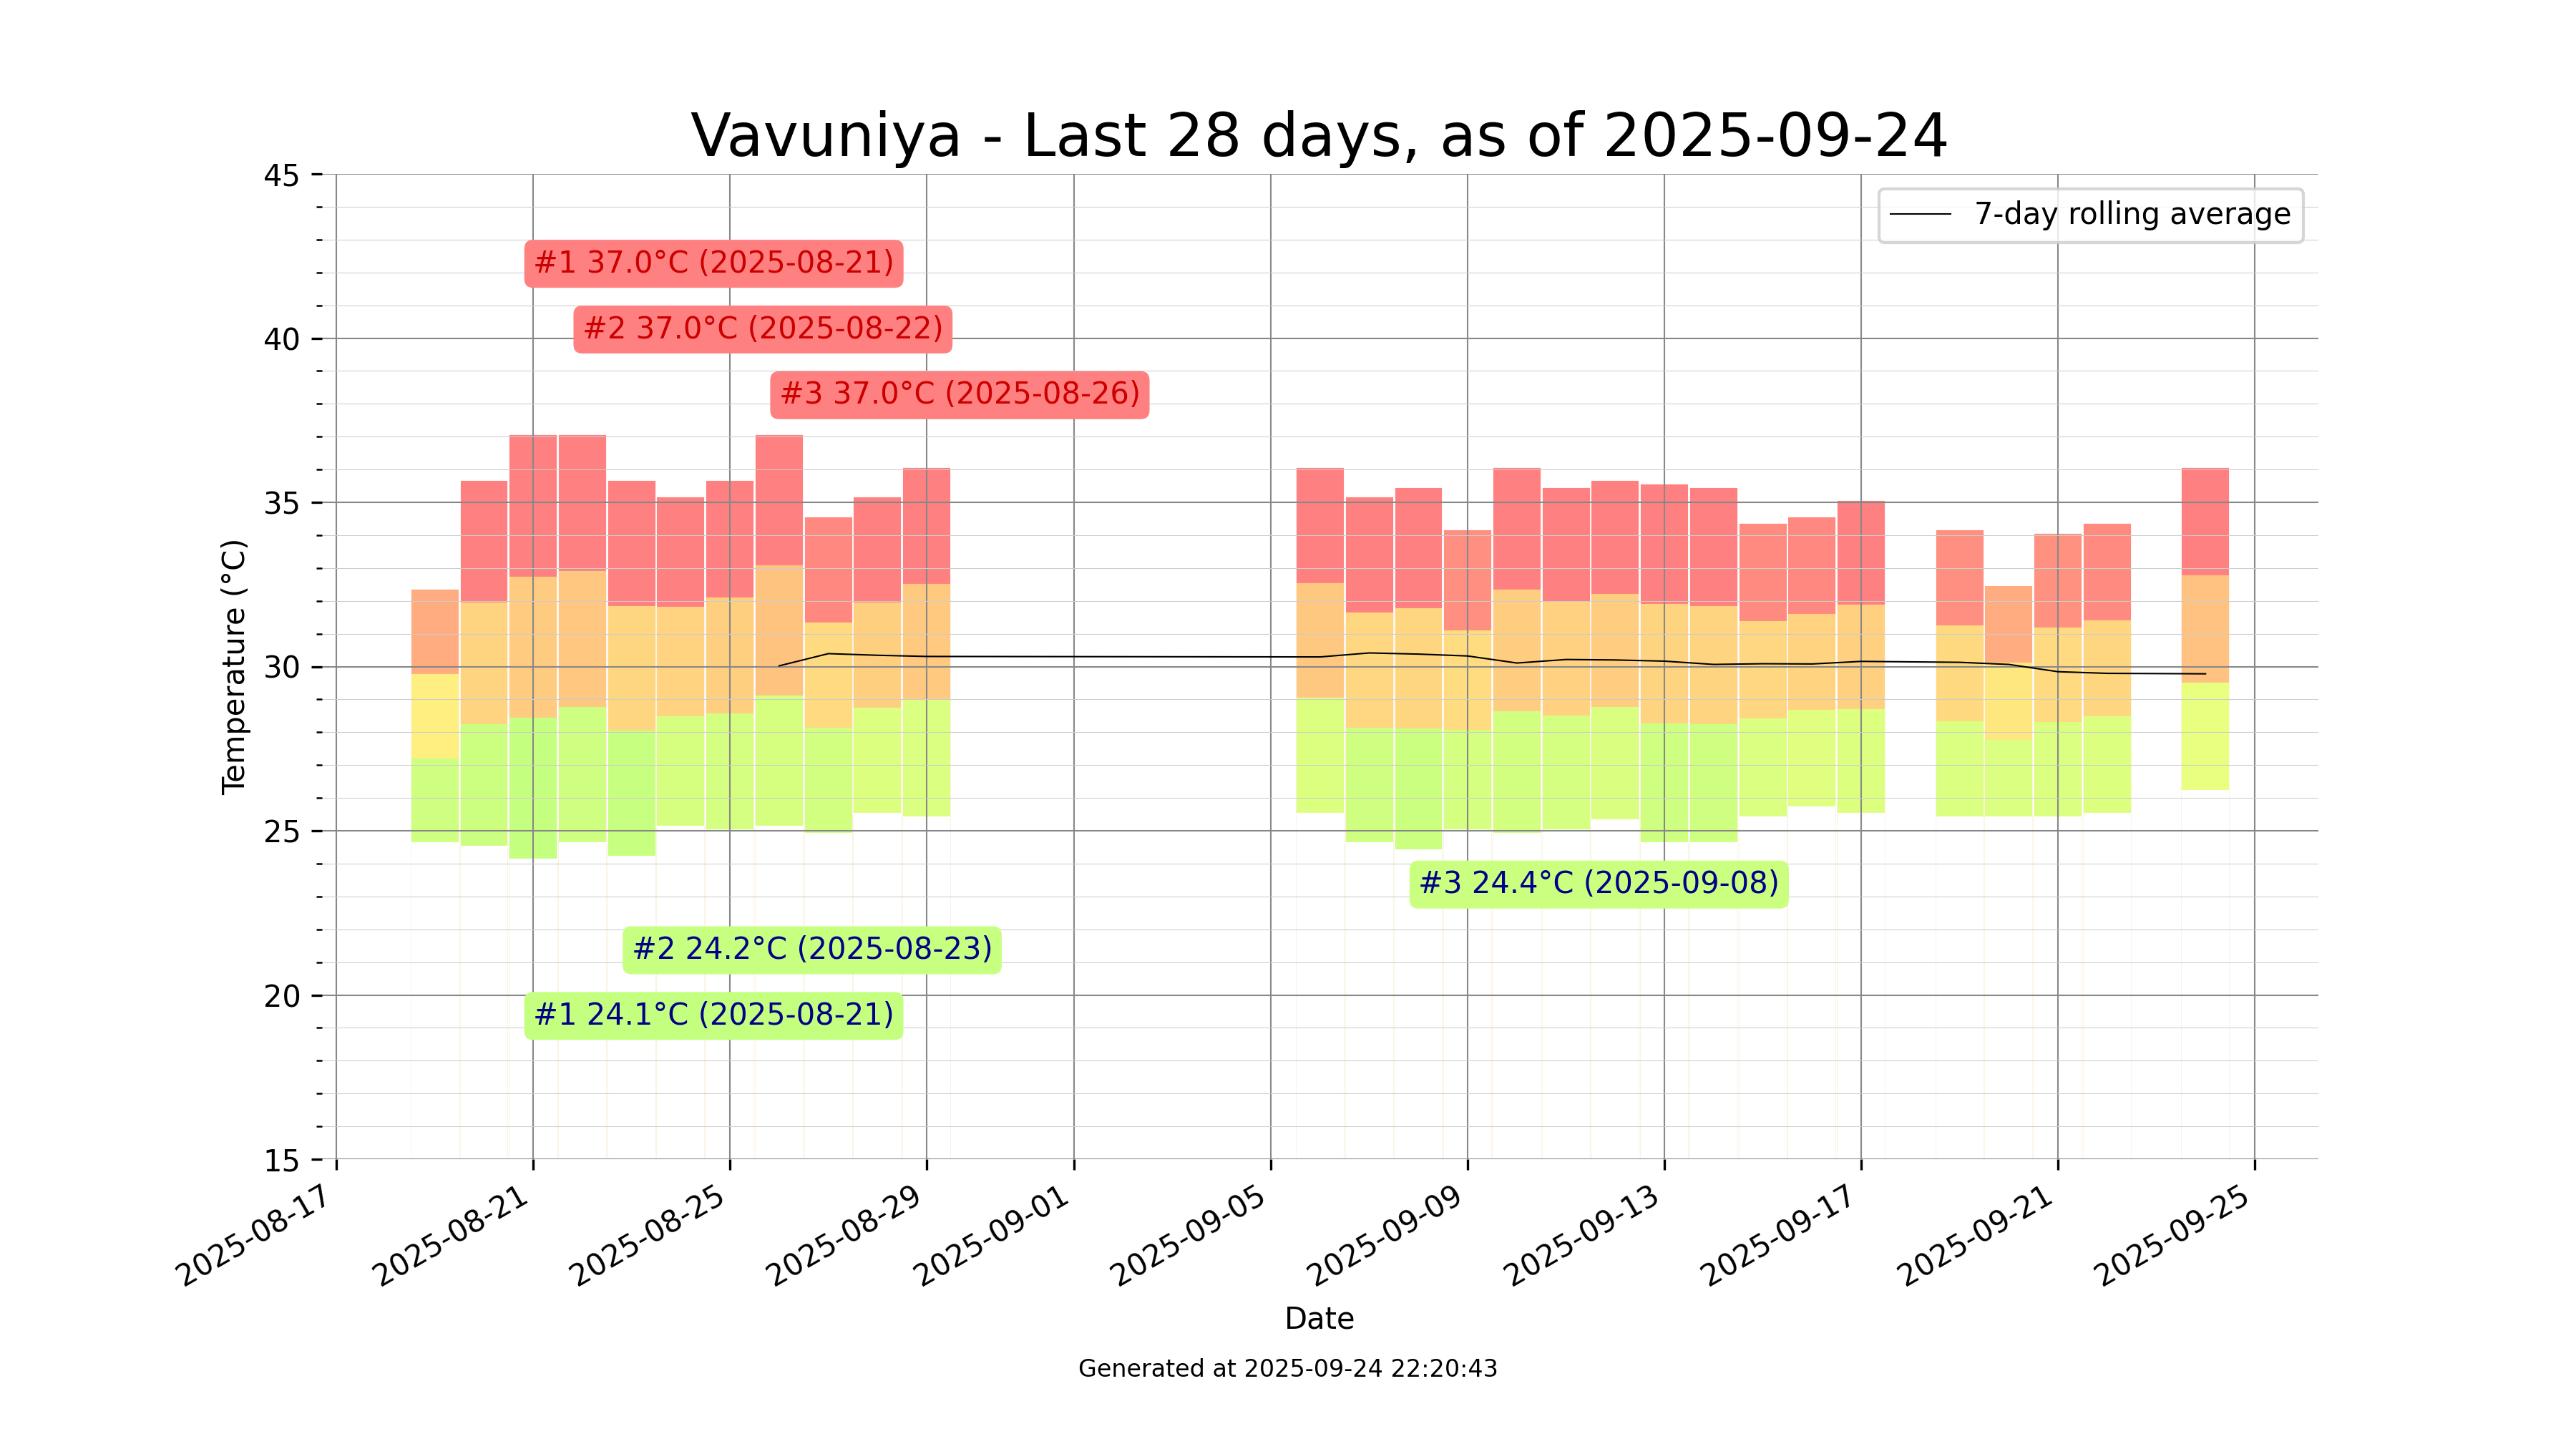 Vavuniya - Last 28 days, as of 2025-09-24
7-day rolling average
45
40
35
30
25
20
15
Temperature (°C)
#1 37.0°C (2025-08-21)
#2 37.0°C (2025-08-22)
#3 37.0°C (2025-08-26)
#3 24.4°C (2025-09-08)
#2 24.2°C (2025-08-23)
#1 24.1°C (2025-08-21)
2025-08-17
2025-08-21
2025-08-25
2025-08-29
2025-09-01
2025-09-05
2025-09-09
2025-09-13
2025-09-17
2025-09-21
2025-09-25
Date
Generated at 2025-09-24 22:20:43